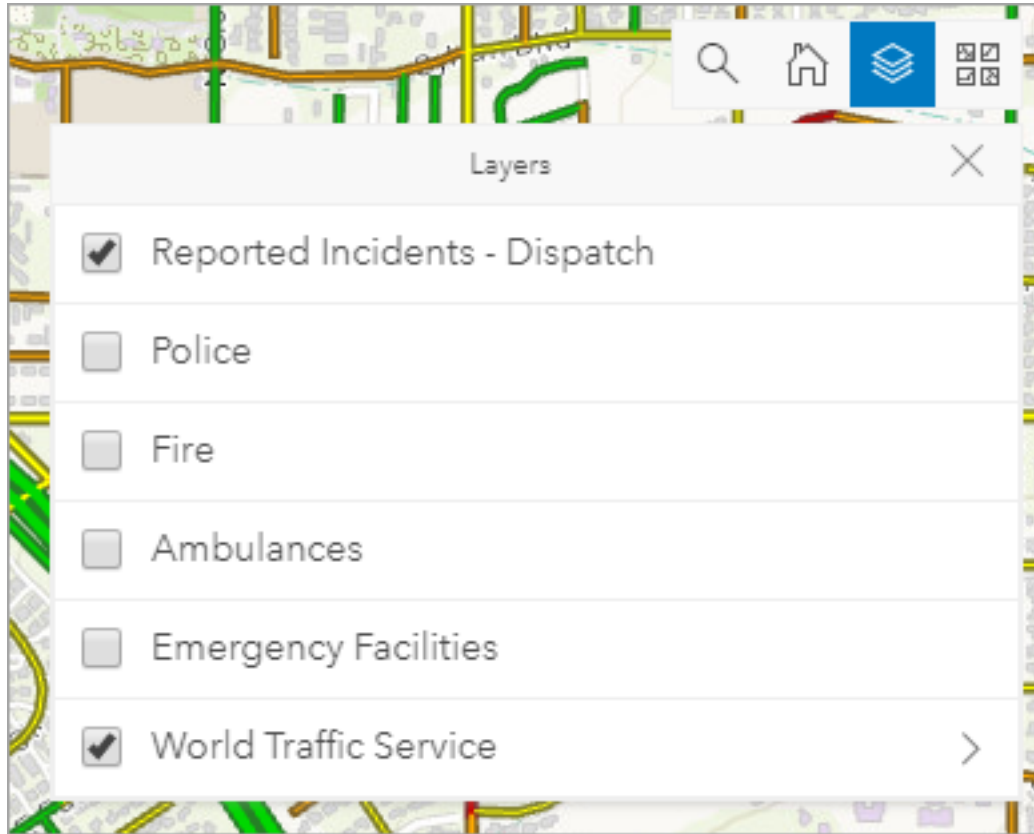 Layers
Reported Incidents - Dispatch
Police
Fire
Ambulances
Emergency Facilities
World Traffic Service